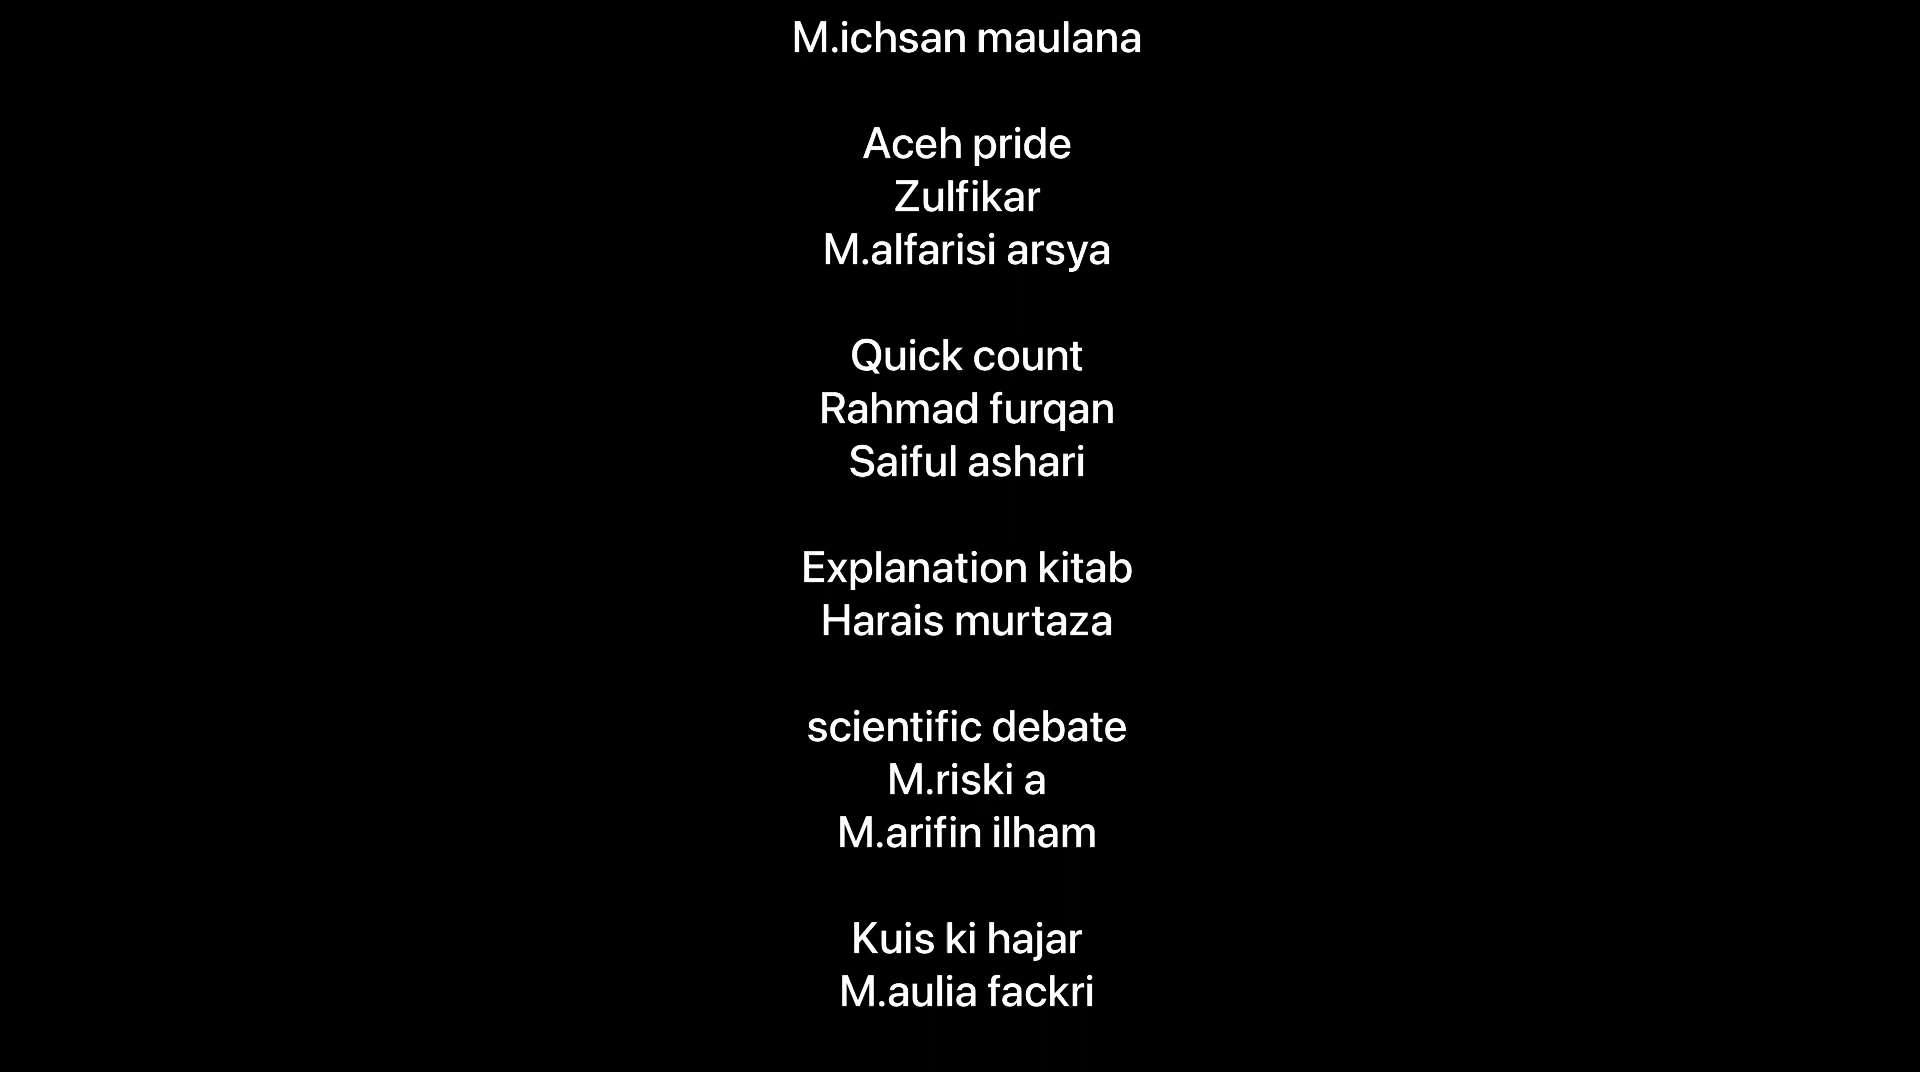 M.ichsan maulana
Aceh pride
Zulfikar
M.alfarisi arsya
Quick count
Rahmad furqan
Saiful ashari
Explanation kitab
Harais murtaza
scientific debate
M.riski a
M.arifin ilham
Kuis ki hajar
M.aulia fackri